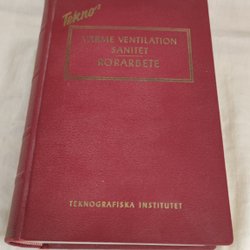 Tekno's
VÄRME VENTILATION
SANITET
RÖRARBETE
TEKNOGRAFISKA INSTITUTET